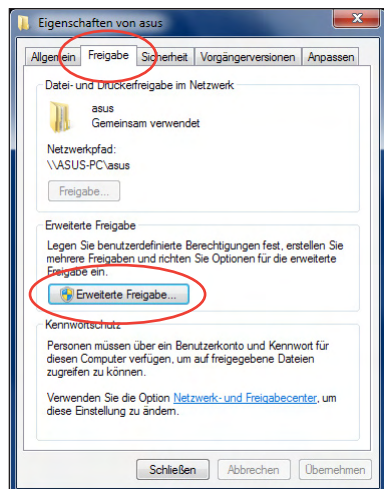 Eigenschaften von asus
Allgemein Freigabe Sicherheit Vorgängerversionen Anpassen
Datei- und Druckerfreigabe im Netzwerk
asus
Gemeinsam verwendet
Netzwerkpfad:
\\ASUS-PC\asus
Freigabe...
Erweiterte Freigabe
Legen Sie benutzerdefinierte Berechtigungen fest, erstellen Sie
mehrere Freigaben und richten Sie Optionen für die erweiterte
Freigabe ein.
Erweiterte Freigabe...
Kennwortschutz
Personen müssen über ein Benutzerkonto und Kennwort für
diesen Computer verfügen, um auf freigegebene Dateien
zugreifen zu können.
Verwenden Sie die Option Netzwerk- und Freigabecenter, um
diese Einstellung zu ändern.
Schließen Abbrechen Übernehmen